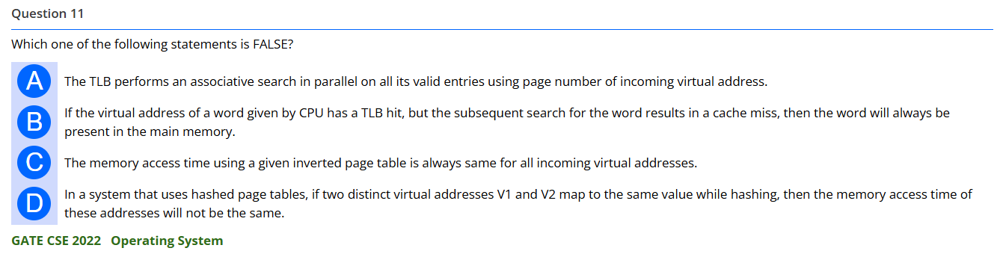 Question 11
Which one of the following statements is FALSE?
A The TLB performs an associative search in parallel on all its valid entries using page number of incoming virtual address.
B If the virtual address of a word given by CPU has a TLB hit, but the subsequent search for the word results in a cache miss, then the word will always be
present in the main memory.
C The memory access time using a given inverted page table is always same for all incoming virtual addresses.
D In a system that uses hashed page tables, if two distinct virtual addresses V1 and V2 map to the same value while hashing, then the memory access time of
these addresses will not be the same.
GATE CSE 2022 Operating System